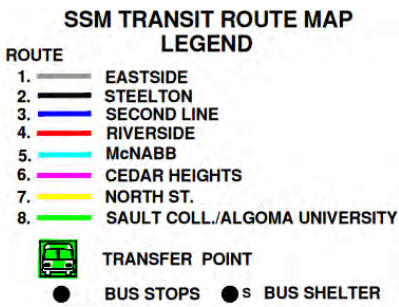 SSM TRANSIT ROUTE MAP
LEGEND
ROUTE
1. EASTSIDE
2. STEELTON
3. SECOND LINE
4. RIVERSIDE
5. McNABB
6. CEDAR HEIGHTS
7. NORTH ST.
8. SAULT COLL./ALGOMA UNIVERSITY
TRANSFER POINT
BUS STOPS S BUS SHELTER